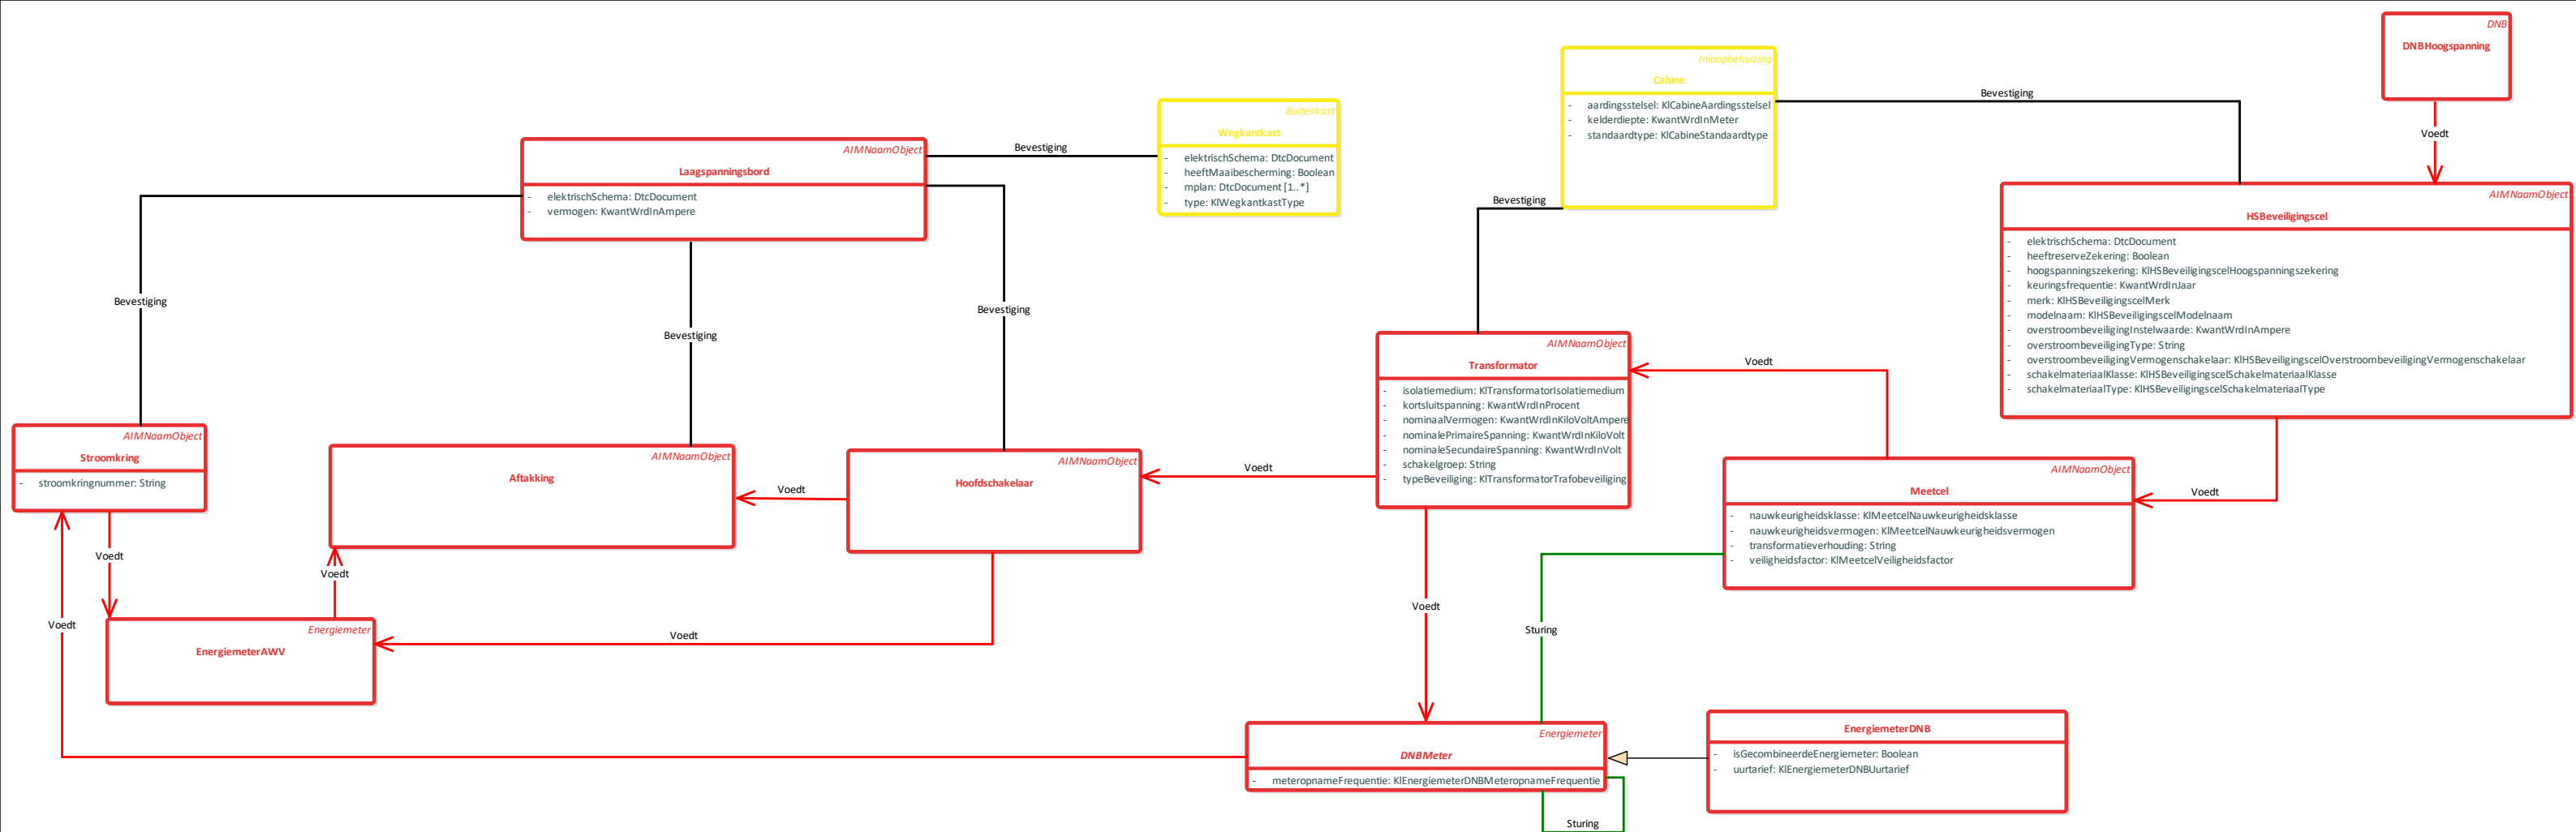 DNB
DNBHoogspanning
Voedt
Inloopbehuizing
Cabine
- aardingsstelsel: KlCabineAardingsstelsel
- kelderdiepte: KwantWrdInMeter
- standaardtype: KlCabineStandaardtype
Bevestiging
Bevestiging
Buitenkast
Wegkantkast
- elektrischSchema: DtcDocument
- heeftMaaibescherming: Boolean
- mplan: DtcDocument [1..*]
- type: KlWegkantkastType
Bevestiging
AIMNaamObject
Laagspanningsbord
- elektrischSchema: DtcDocument
- vermogen: KwantWrdInAmpere
Bevestiging
Bevestiging
Bevestiging
AIMNaamObject
HSBeveiligingscel
- elektrischSchema: DtcDocument
- heeftreserveZekering: Boolean
- hoogspanningszekering: KlHSBeveiligingscelHoogspanningszekering
- keuringsfrequentie: KwantWrdInJaar
- merk: KlHSBeveiligingscelMerk
- modelnaam: KlHSBeveiligingscelModelnaam
- overstroombeveiligingInstelwaarde: KwantWrdInAmpere
- overstroombeveiligingType: String
- overstroombeveiligingVermogenschakelaar: KlHSBeveiligingscelOverstroombeveiligingVermogenschakelaar
- schakelmateriaalKlasse: KlHSBeveiligingscelSchakelmateriaalKlasse
- schakelmateriaalType: KlHSBeveiligingscelSchakelmateriaalType
AIMNaamObject
Transformator
- isolatiemedium: KlTransformatorIsolatiemedium
- kortsluitspanning: KwantWrdInProcent
- nominaalVermogen: KwantWrdInKiloVoltAmpere
- nominalePrimaireSpanning: KwantWrdInKiloVolt
- nominaleSecundaireSpanning: KwantWrdInVolt
- schakelgroep: String
- typeBeveiliging: KlTransformatorTrafobeveiliging
Voedt
AIMNaamObject
Stroomkring
- stroomkringnummer: String
AIMNaamObject
Aftakking
Voedt
AIMNaamObject
Hoofdschakelaar
Voedt
AIMNaamObject
Meetcel
- nauwkeurigheidsklasse: KlMeetcelNauwkeurigheidsklasse
- nauwkeurigheidsvermogen: KlMeetcelNauwkeurigheidsvermogen
- transformatieverhouding: String
- veiligheidsfactor: KlMeetcelVeiligheidsfactor
Voedt
Voedt
Voedt
Voedt
Voedt
Voedt
Sturing
Energiemeter
EnergiemeterAWV
Energiemeter
DNBMeter
- meteropnameFrequentie: KlEnergiemeterDNBMeteropnameFrequentie
Sturing
EnergiemeterDNB
- isGecombineerdeEnergiemeter: Boolean
- uurtarief: KlEnergiemeterDNBUurtarief